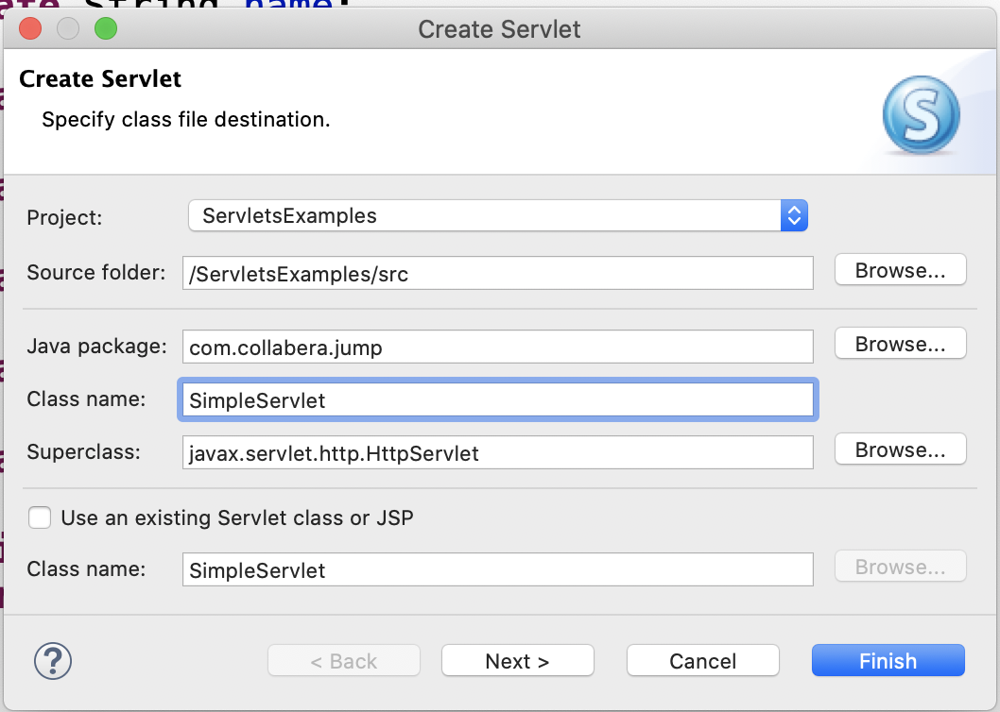 String name;
Create Servlet
Create Servlet
Specify class file destination.
S
Project: ServletsExamples
Source folder: /ServletsExamples/src Browse...
Java package: com.collabera.jump Browse...
Class name: SimpleServlet
Superclass: javax.servlet.http.HttpServlet Browse...
Use an existing Servlet class or JSP
Class name: SimpleServlet Browse...
? < Back Next > Cancel Finish